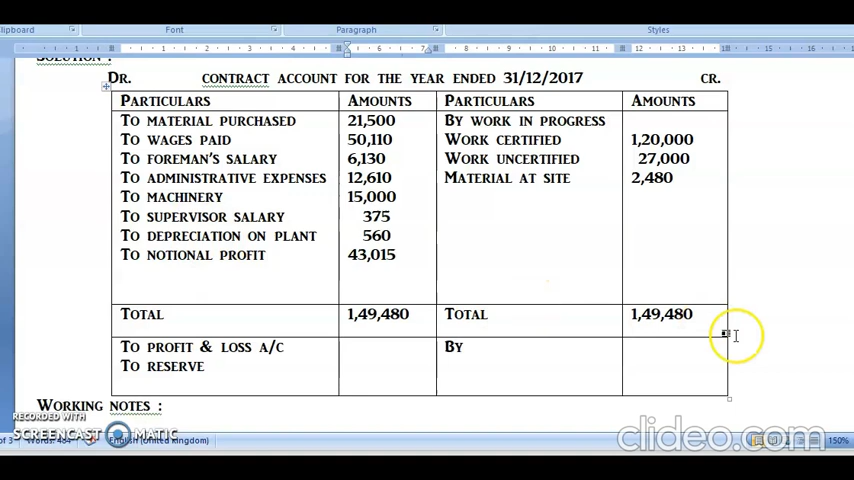 Clipboard Font Paragraph Styles
SOLUTION :
DR. CONTRACT ACCOUNT FOR THE YEAR ENDED 31/12/2017 CR.
PARTICULARS AMOUNTS PARTICULARS AMOUNTS
TO MATERIAL PURCHASED 21,500 BY WORK IN PROGRESS
TO WAGES PAID 50,110 WORK CERTIFIED 1,20,000
TO FOREMAN'S SALARY 6,130 WORK UNCERTIFIED 27,000
TO ADMINISTRATIVE EXPENSES 12,610 MATERIAL AT SITE 2,480
TO MACHINERY 15,000
TO SUPERVISOR SALARY 375
TO DEPRECIATION ON PLANT 560
TO NOTIONAL PROFIT 43,015
TOTAL 1,49,480 TOTAL 1,49,480
TO PROFIT & LOSS A/C BY
TO RESERVE
WORKING NOTES :
RECORDED WITH
SCREENCAST MATIC
clideo.com
of 3 Words: 484 English (United Kingdom) 150%